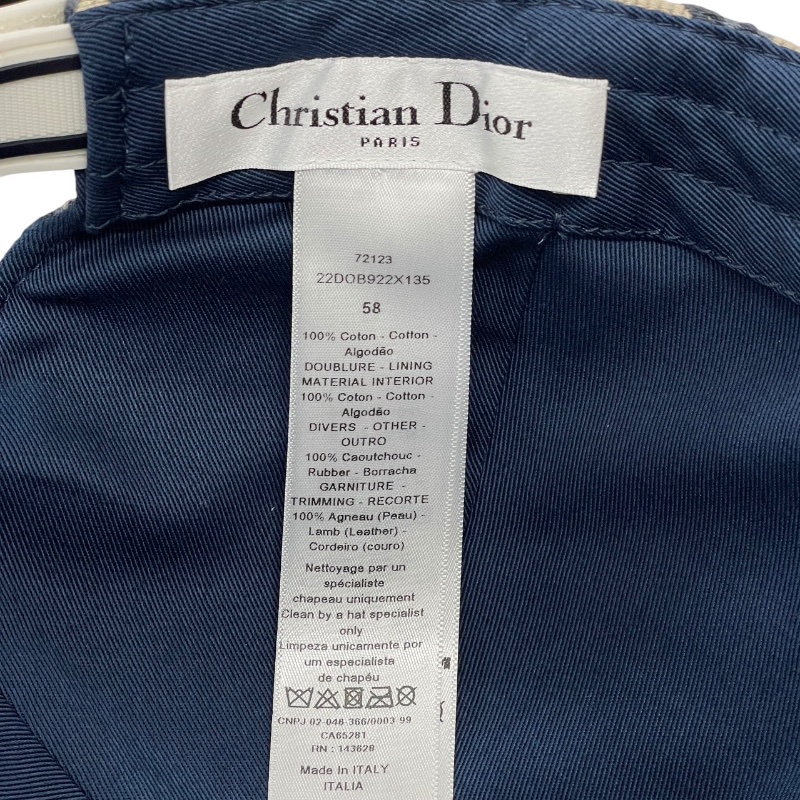 Christian Dior
PARIS
72123
22DOB922X135
58
100% Coton - Cotton -
Algodão
DOUBLURE - LINING
MATERIAL INTERIOR
100% Coton - Cotton -
Algodão
DIVERS - OTHER -
OUTRO
100% Caoutchouc -
Rubber - Borracha
GARNITURE -
TRIMMING - RECORTE
100% Agneau (Peau) -
Lamb (Leather) -
Cordeiro (couro)
Nettoyage par un
spécialiste
chapeau uniquement
Clean by a hat specialist
only
Limpeza unicamente por
um especialista
de chapéu
CNPJ 02-048-366/0003-99
CA65281
RN : 143628
Made in ITALY
ITALIA